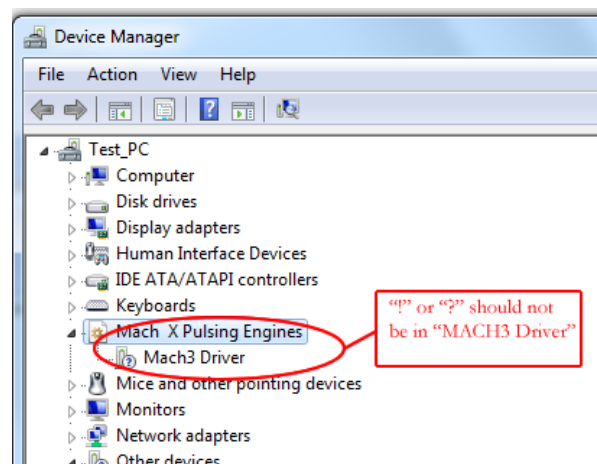 Device Manager
File Action View Help
Test_PC
Computer
Disk drives
Display adapters
Human Interface Devices
IDE ATA/ATAPI controllers
Keyboards
Mach X Pulsing Engines
Mach3 Driver
Mice and other pointing devices
Monitors
Network adapters
Other devices
“!” or “?” should not
be in “MACH3 Driver”